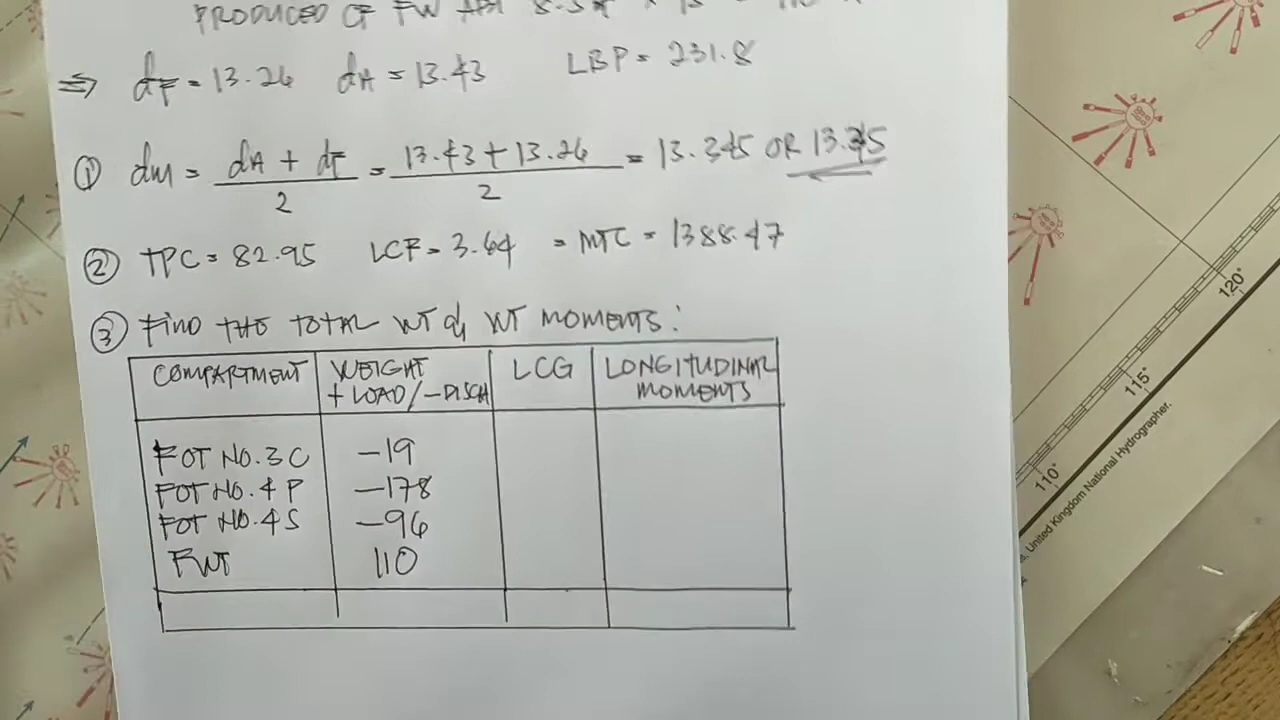 PRODUCED OF FW
⇒ dF = 13.26 dA = 13.43 LBP = 231.8
① dM = dA + dF / 2 = 13.43 + 13.26 / 2 = 13.345 OR 13.35
② TPC = 82.95 LCF = 3.64 = MTC = 1388.47
③ FIND THE TOTAL WT & WT MOMENTS:
COMPARTMENT WEIGHT + LOAD/-DISCH LCG LONGITUDINAL MOMENTS
FOT NO.3C -19
FOT NO.4P -178
FOT NO.4S -96
FWT 110
120°
115°
110°
United Kingdom National Hydrographer.